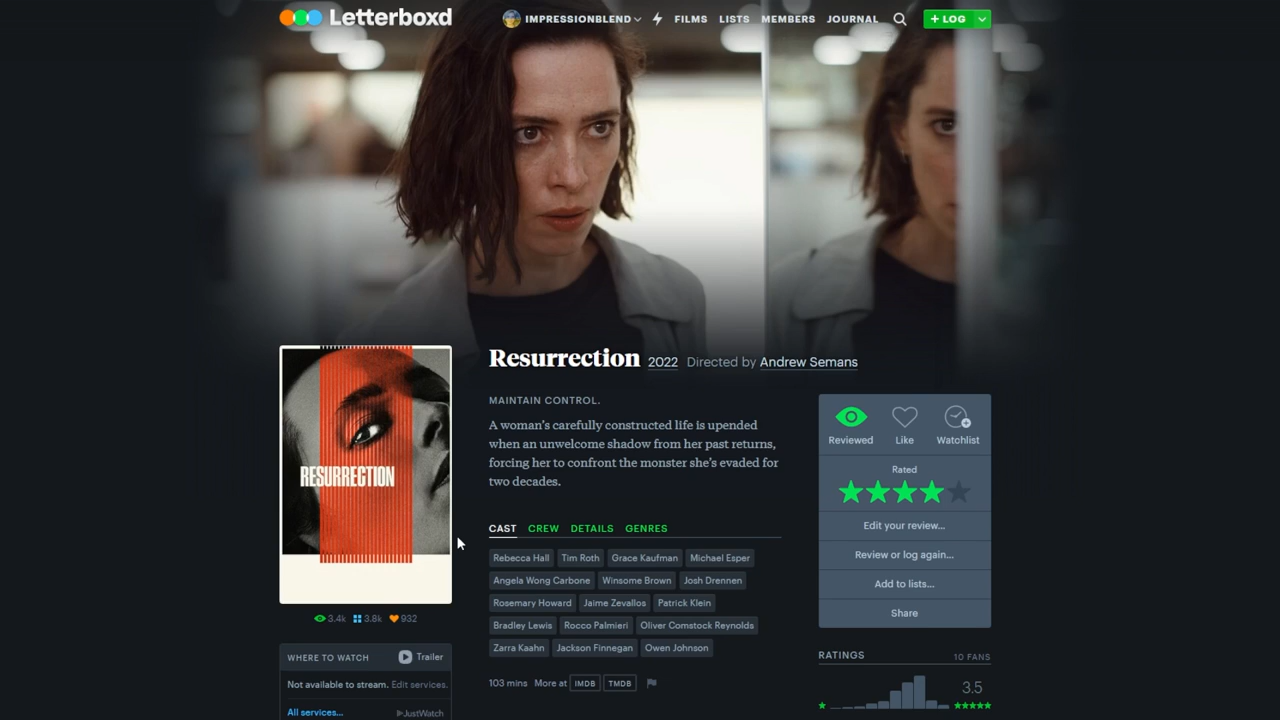 Letterboxd
IMPRESSIONBLEND FILMS LISTS MEMBERS JOURNAL + LOG
RESURRECTION
Resurrection 2022 Directed by Andrew Semans
MAINTAIN CONTROL.
A woman's carefully constructed life is upended
when an unwelcome shadow from her past returns,
forcing her to confront the monster she's evaded for
two decades.
CAST CREW DETAILS GENRES
Rebecca Hall Tim Roth Grace Kaufman Michael Esper
Angela Wong Carbone Winsome Brown Josh Drennen
Rosemary Howard Jaime Zevallos Patrick Klein
Bradley Lewis Rocco Palmieri Oliver Comstock Reynolds
Zarra Kaahn Jackson Finnegan Owen Johnson
103 mins More at IMDB TMDB
3.4k 3.8k 932
WHERE TO WATCH Trailer
Not available to stream. Edit services.
All services... JustWatch
Reviewed Like Watchlist
Rated
Edit your review...
Review or log again...
Add to lists...
Share
RATINGS 10 FANS
3.5